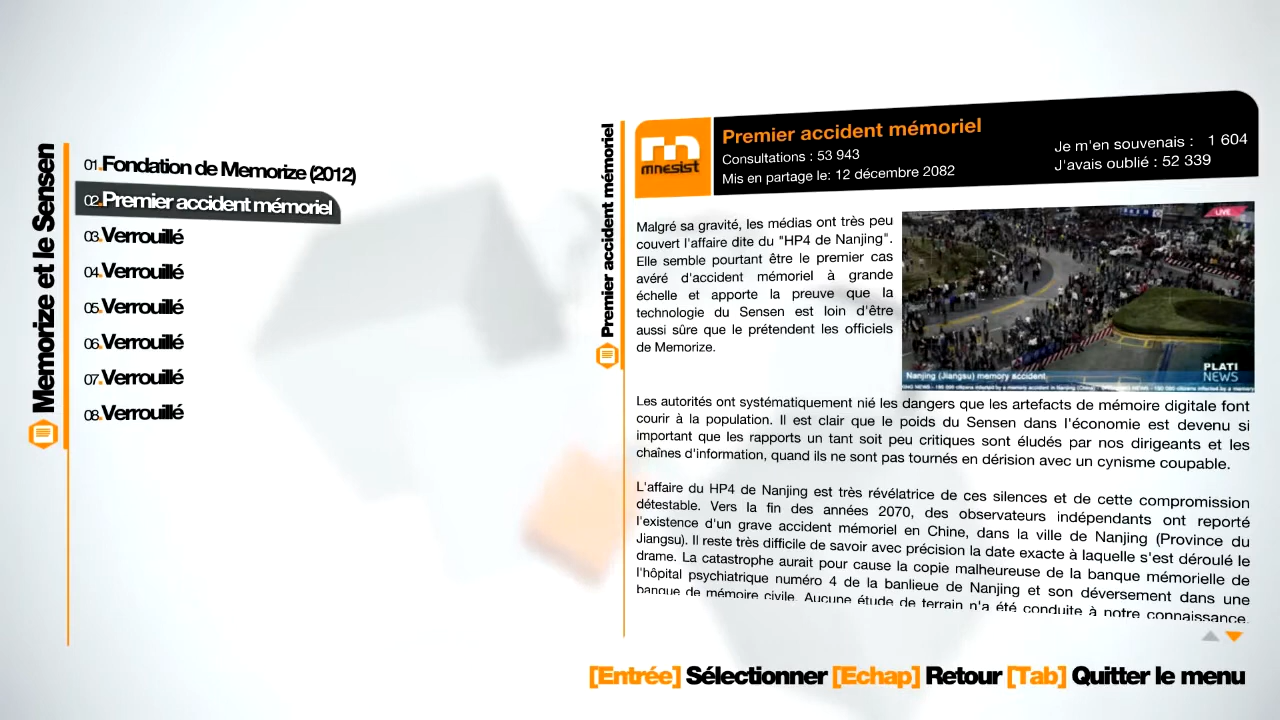 Memorize et le Sensen
01.Fondation de Memorize (2012)
02.Premier accident mémoriel
03.Verrouillé
04.Verrouillé
05.Verrouillé
06.Verrouillé
07.Verrouillé
08.Verrouillé
Premier accident mémoriel
mnesist
Premier accident mémoriel
Consultations : 53 943
Mis en partage le: 12 décembre 2082
Je m'en souvenais : 1 604
J'avais oublié : 52 339
Malgré sa gravité, les médias ont très peu
couvert l'affaire dite du "HP4 de Nanjing".
Elle semble pourtant être le premier cas
avéré d'accident mémoriel à grande
échelle et apporte la preuve que la
technologie du Sensen est loin d'être
aussi sûre que le prétendent les officiels
de Memorize.
LIVE
Nanjing (Jiangsu) memory accident
PLATI
NEWS
Les autorités ont systématiquement nié les dangers que les artefacts de mémoire digitale font
courir à la population. Il est clair que le poids du Sensen dans l'économie est devenu si
important que les rapports un tant soit peu critiques sont éludés par nos dirigeants et les
chaînes d'information, quand ils ne sont pas tournés en dérision avec un cynisme coupable.
L'affaire du HP4 de Nanjing est très révélatrice de ces silences et de cette compromission
détestable. Vers la fin des années 2070, des observateurs indépendants ont reporté
l'existence d'un grave accident mémoriel en Chine, dans la ville de Nanjing (Province du
Jiangsu). Il reste très difficile de savoir avec précision la date exacte à laquelle s'est déroulé le
drame. La catastrophe aurait pour cause la copie malheureuse de la banque mémorielle de
l'hôpital psychiatrique numéro 4 de la banlieue de Nanjing et son déversement dans une
banque de mémoire civile. Aucune étude de terrain n'a été conduite à notre connaissance.
[Entrée] Sélectionner [Echap] Retour [Tab] Quitter le menu